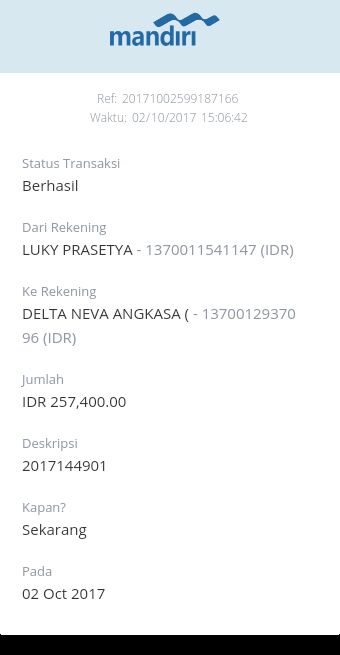 mandiri
Ref: 20171002599187166
Waktu: 02/10/2017 15:06:42
Status Transaksi
Berhasil
Dari Rekening
LUKY PRASETYA - 1370011541147 (IDR)
Ke Rekening
DELTA NEVA ANGKASA ( - 13700129370
96 (IDR)
Jumlah
IDR 257,400.00
Deskripsi
2017144901
Kapan?
Sekarang
Pada
02 Oct 2017